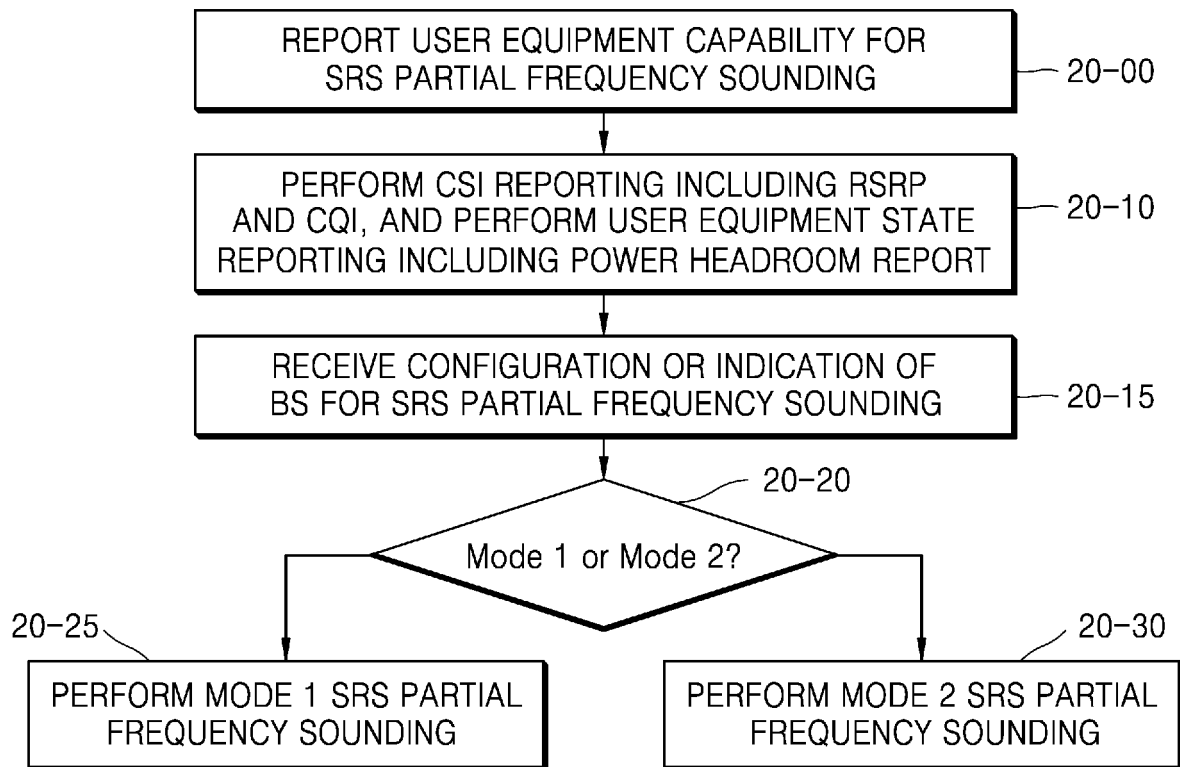 REPORT USER EQUIPMENT CAPABILITY FOR
SRS PARTIAL FREQUENCY SOUNDING
20-00
PERFORM CSI REPORTING INCLUDING RSRP
AND CQI, AND PERFORM USER EQUIPMENT STATE
REPORTING INCLUDING POWER HEADROOM REPORT
20-10
RECEIVE CONFIGURATION OR INDICATION OF
BS FOR SRS PARTIAL FREQUENCY SOUNDING
20-15
20-20
Mode 1 or Mode 2?
20-25
PERFORM MODE 1 SRS PARTIAL
FREQUENCY SOUNDING
20-30
PERFORM MODE 2 SRS PARTIAL
FREQUENCY SOUNDING